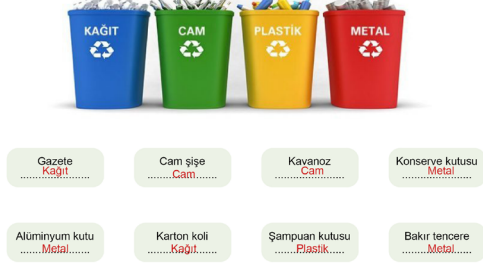 KAĞIT
CAM
PLASTİK
METAL
Gazete
Kağıt
Cam şişe
Cam
Kavanoz
Cam
Konserve kutusu
Metal
Alüminyum kutu
Metal
Karton koli
Kağıt
Şampuan kutusu
Plastik
Bakır tencere
Metal